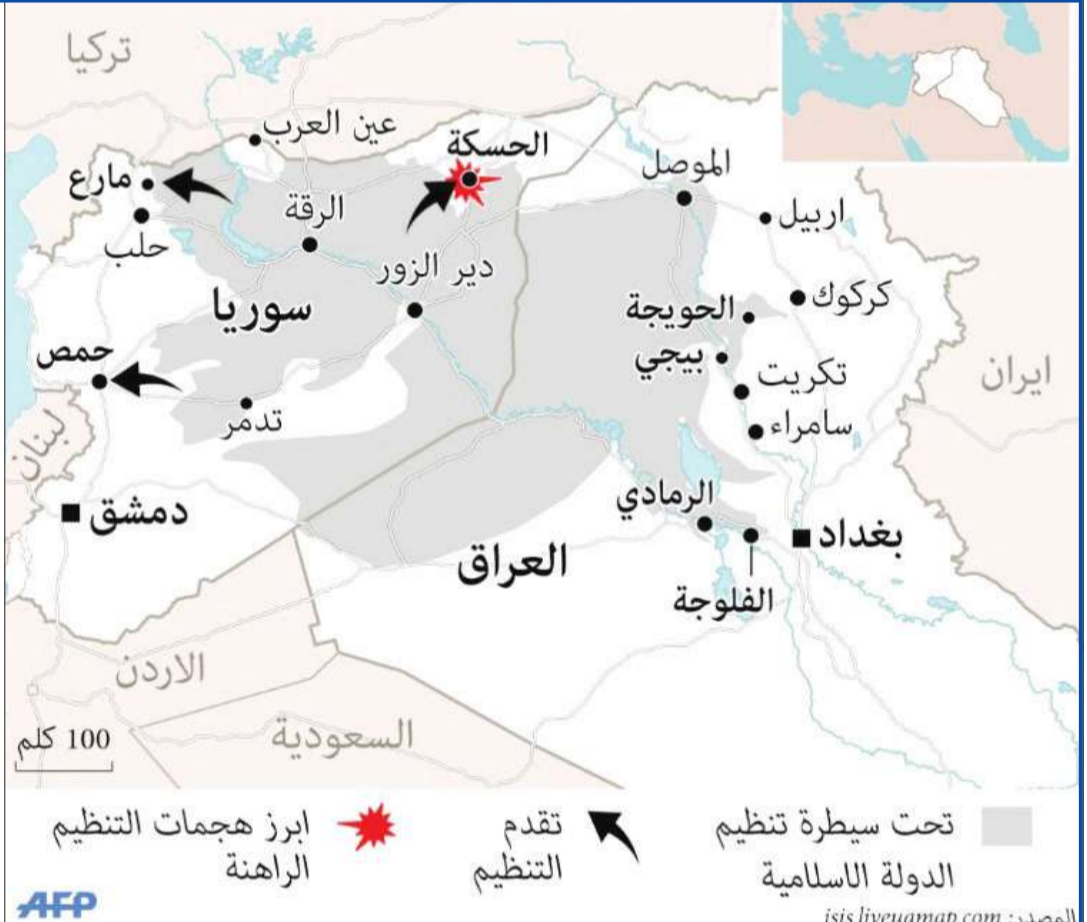 تركيا
عين العرب
الحسكة
الموصل
مارع
اربيل
الرقة
حلب
دير الزور
كركوك
الحويجة
سوريا
بيجي
حمص
تكريت
ايران
تدمر
سامراء
لبنان
الرمادي
دمشق
بغداد
العراق
الفلوجة
الاردن
السعودية
100 كلم
تحت سيطرة تنظيم
الدولة الاسلامية
تقدم
التنظيم
ابرز هجمات التنظيم
الراهنة
AFP
المصدر: isis.liveuamap.com